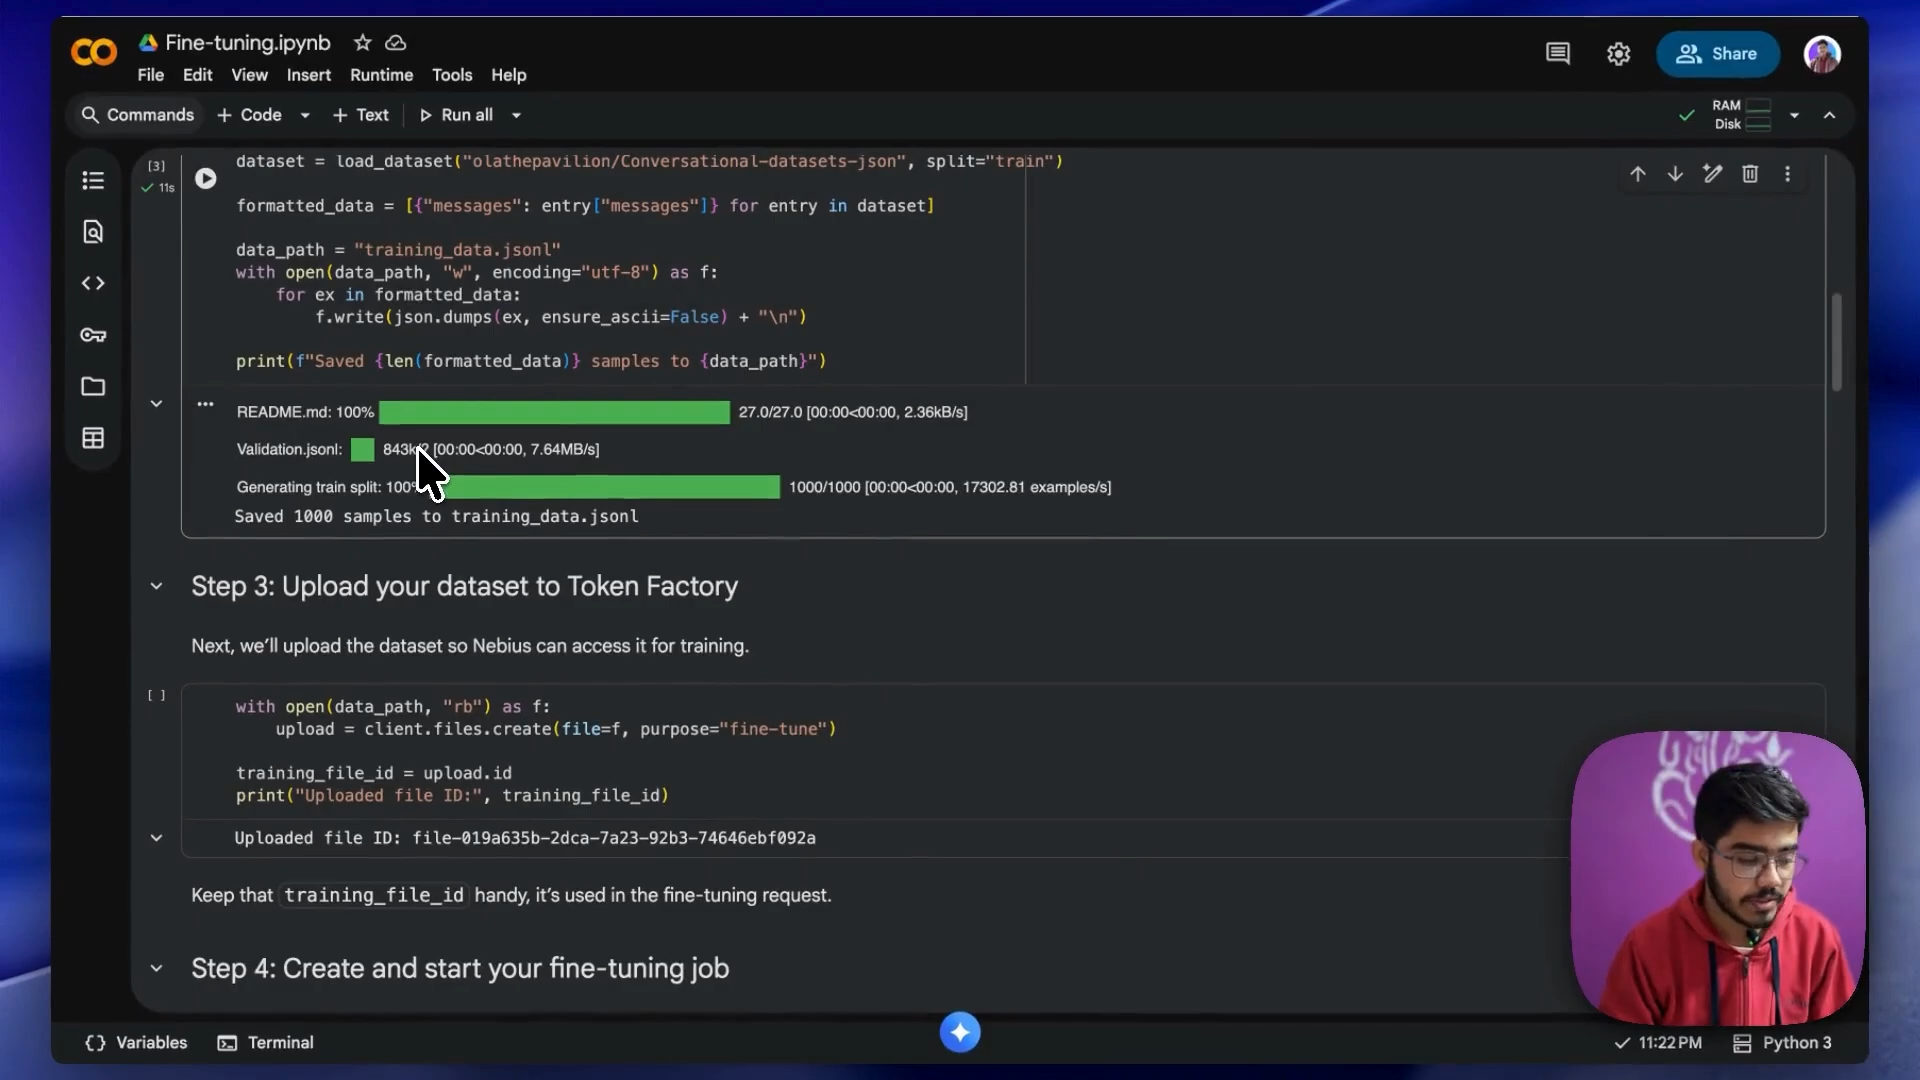 Fine-tuning.ipynb
File Edit View Insert Runtime Tools Help
Share
Commands + Code + Text Run all
RAM
Disk
[3]
11s
dataset = load_dataset("olathepavilion/Conversational-datasets-json", split="train")
formatted_data = [{"messages": entry["messages"]} for entry in dataset]
data_path = "training_data.jsonl"
with open(data_path, "w", encoding="utf-8") as f:
for ex in formatted_data:
f.write(json.dumps(ex, ensure_ascii=False) + "\n")
print(f"Saved {len(formatted_data)} samples to {data_path}")
README.md: 100% 27.0/27.0 [00:00<00:00, 2.36kB/s]
Validation.jsonl: 843k/? [00:00<00:00, 7.64MB/s]
Generating train split: 100% 1000/1000 [00:00<00:00, 17302.81 examples/s]
Saved 1000 samples to training_data.jsonl
Step 3: Upload your dataset to Token Factory
Next, we’ll upload the dataset so Nebius can access it for training.
[ ]
with open(data_path, "rb") as f:
upload = client.files.create(file=f, purpose="fine-tune")
training_file_id = upload.id
print("Uploaded file ID:", training_file_id)
Uploaded file ID: file-019a635b-2dca-7a23-92b3-74646ebf092a
Keep that training_file_id handy, it’s used in the fine-tuning request.
Step 4: Create and start your fine-tuning job
Variables Terminal
11:22 PM Python 3